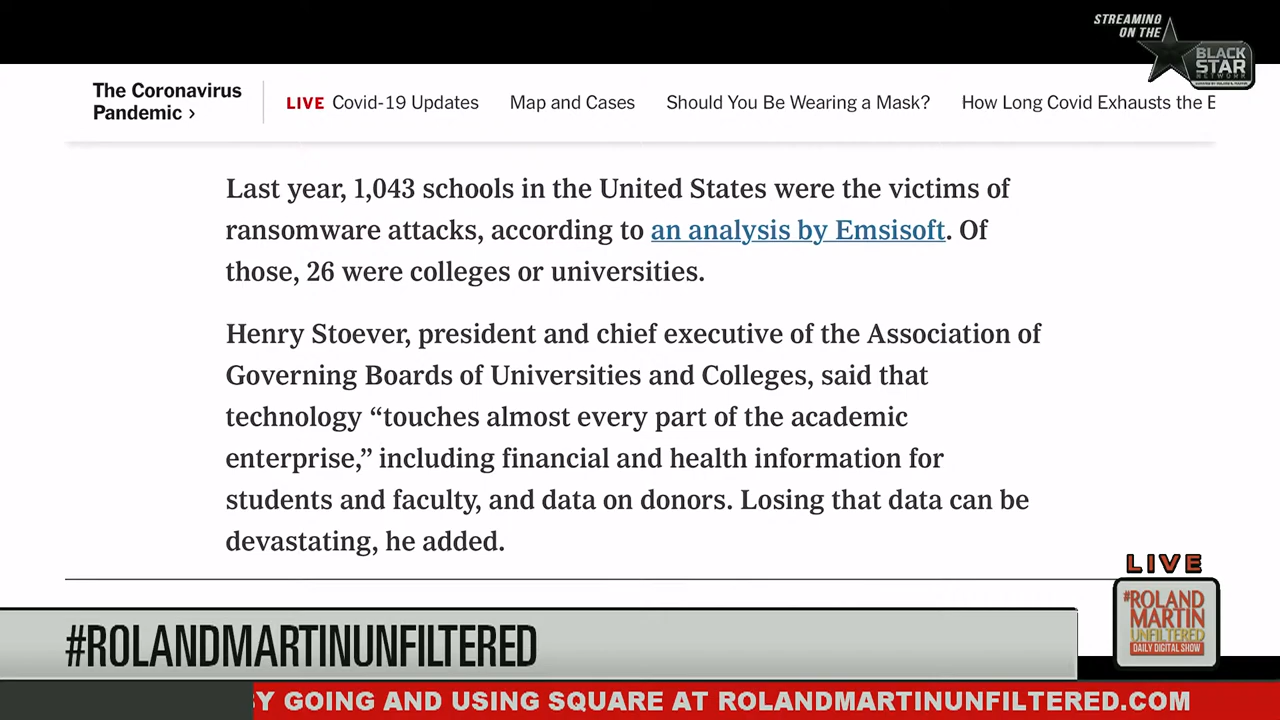 STREAMING
ON THE
BLACK
STAR
NETWORK
The Coronavirus
Pandemic ›
LIVE Covid-19 Updates Map and Cases Should You Be Wearing a Mask? How Long Covid Exhausts the
Last year, 1,043 schools in the United States were the victims of
ransomware attacks, according to an analysis by Emsisoft. Of
those, 26 were colleges or universities.
Henry Stoever, president and chief executive of the Association of
Governing Boards of Universities and Colleges, said that
technology “touches almost every part of the academic
enterprise,” including financial and health information for
students and faculty, and data on donors. Losing that data can be
devastating, he added.
LIVE
#ROLAND
MARTIN
UNFILTERED
DAILY DIGITAL SHOW
#ROLANDMARTINUNFILTERED
Y GOING AND USING SQUARE AT ROLANDMARTINUNFILTERED.COM